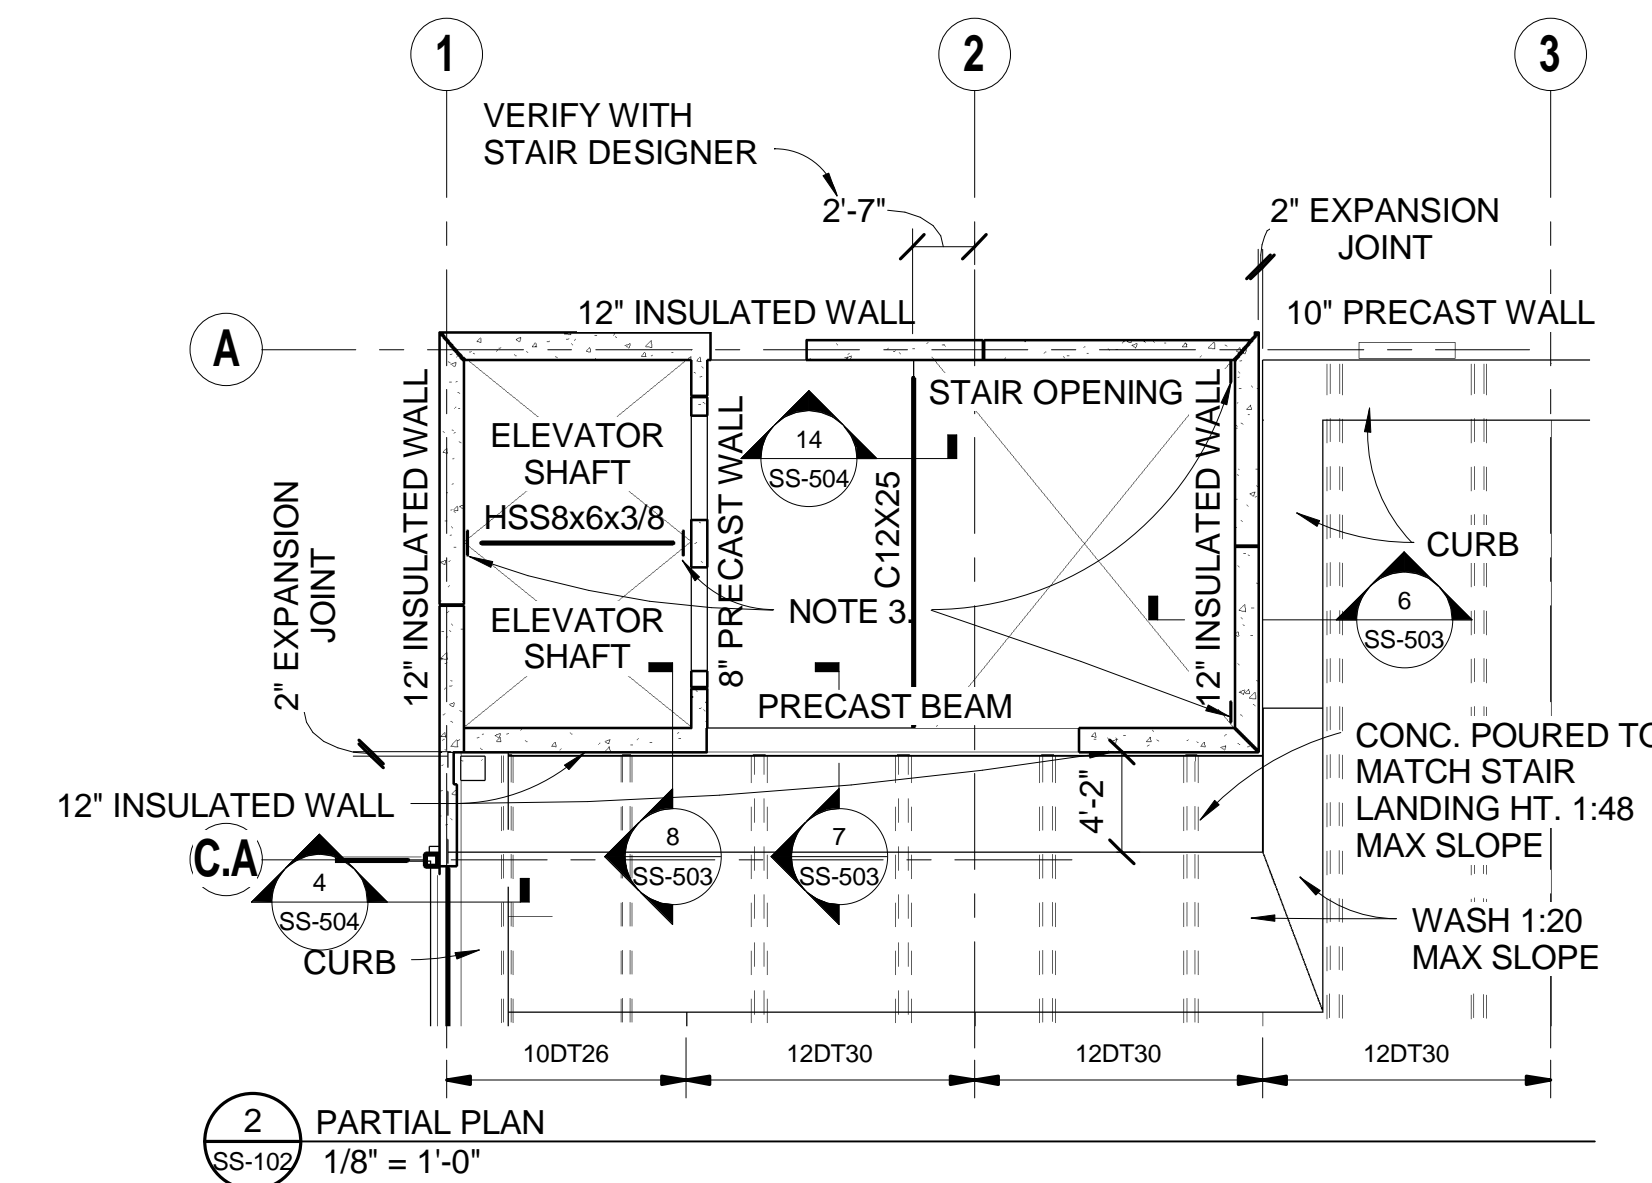 1
2
3
VERIFY WITH
STAIR DESIGNER
2'-7"
2" EXPANSION
JOINT
12" INSULATED WALL
10" PRECAST WALL
A
STAIR OPENING
12" INSULATED WALL
ELEVATOR
SHAFT
HSS8x6x3/8
8" PRECAST WALL
14
SS-504
C12X25
12" INSULATED WALL
2" EXPANSION
JOINT
CURB
NOTE 3.
6
SS-503
ELEVATOR
SHAFT
PRECAST BEAM
CONC. POURED TO
MATCH STAIR
LANDING HT. 1:48
MAX SLOPE
12" INSULATED WALL
4'-2"
C.A
4
SS-504
8
SS-503
7
SS-503
CURB
WASH 1:20
MAX SLOPE
10DT26
12DT30
12DT30
12DT30
2
SS-102
PARTIAL PLAN
1/8" = 1'-0"